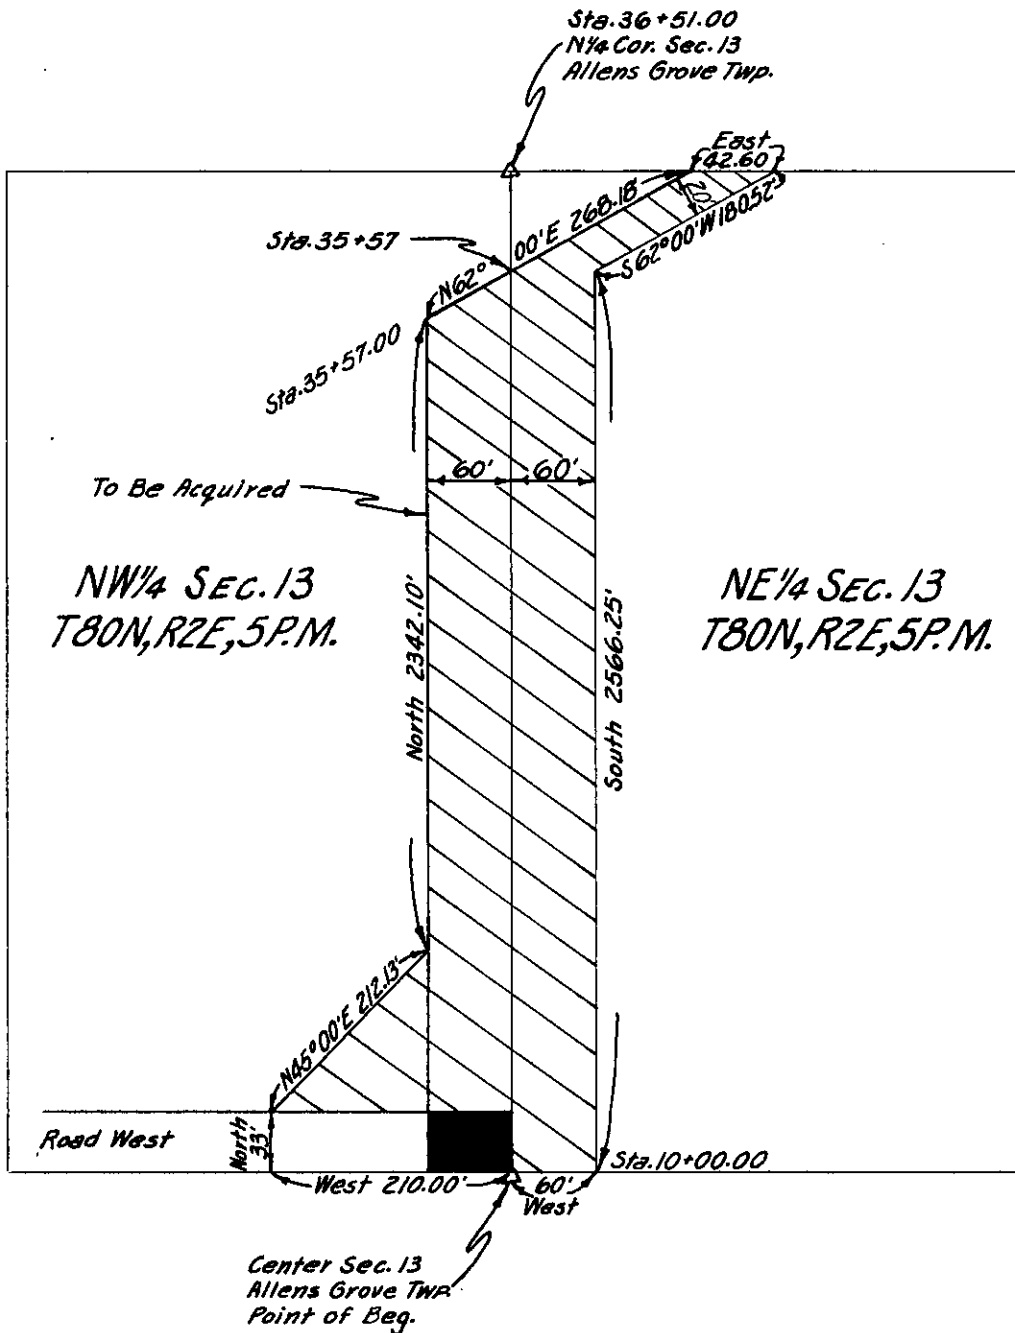 Sta.36+51.00
N¼ Cor. Sec.13
Allens Grove Twp.
East
42.60
20'
N62° 00'E 268.18'
S62°00'W 180.52'
Sta.35+57
Sta.35+57.00
60' 60'
To Be Acquired
NW¼ SEC.13
T80N,R2E,5P.M.
NE¼ SEC.13
T80N,R2E,5P.M.
North 2342.10'
South 2566.25'
N45°00'E 212.13'
Road West
North
33'
West 210.00'
60'
West
Sta.10+00.00
Center Sec.13
Allens Grove Twp.
Point of Beg.